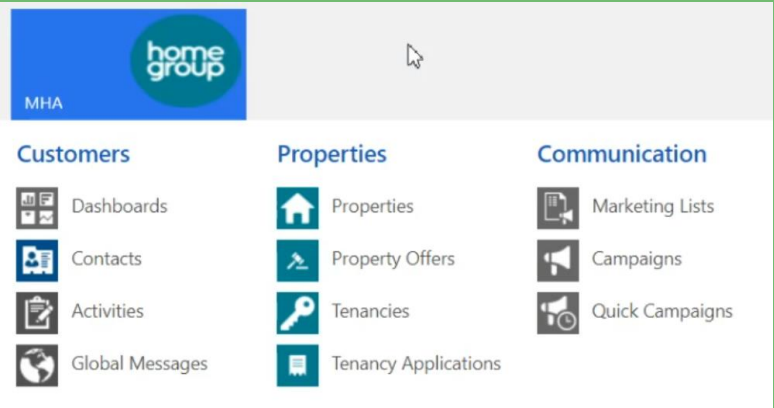 home
group
MHA
Customers
Dashboards
Contacts
Activities
Global Messages
Properties
Properties
Property Offers
Tenancies
Tenancy Applications
Communication
Marketing Lists
Campaigns
Quick Campaigns